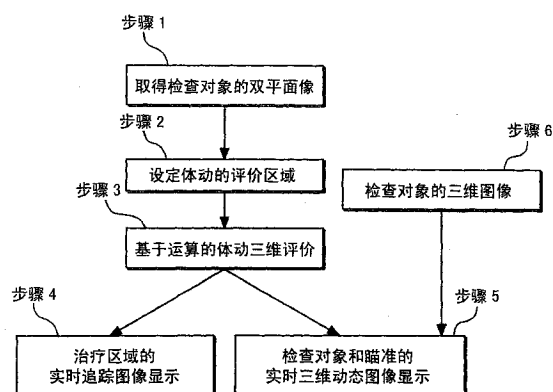 步骤 1
取得检查对象的双平面像
步骤 2
设定体动的评价区域
步骤 6
检查对象的三维图像
步骤 3
基于运算的体动三维评价
步骤 4
治疗区域的
实时追踪图像显示
步骤 5
检查对象和瞄准的
实时三维动态图像显示